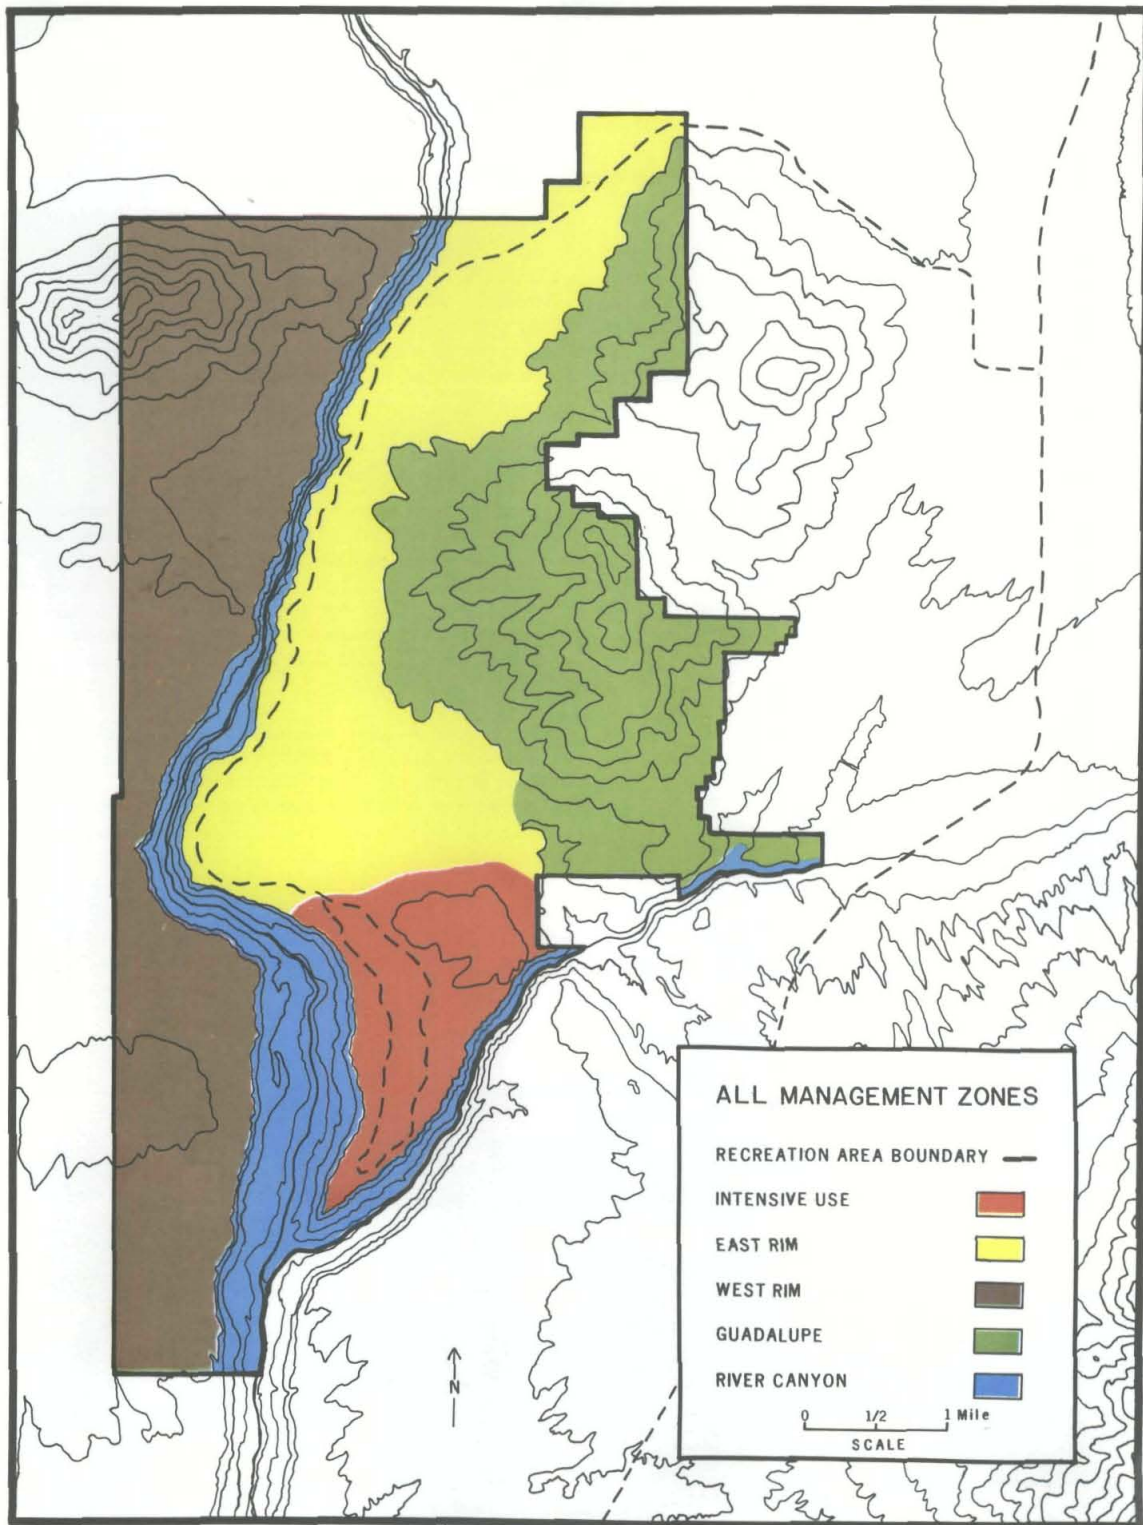 N
ALL MANAGEMENT ZONES
RECREATION AREA BOUNDARY
INTENSIVE USE
EAST RIM
WEST RIM
GUADALUPE
RIVER CANYON
0 1/2 1 Mile
SCALE